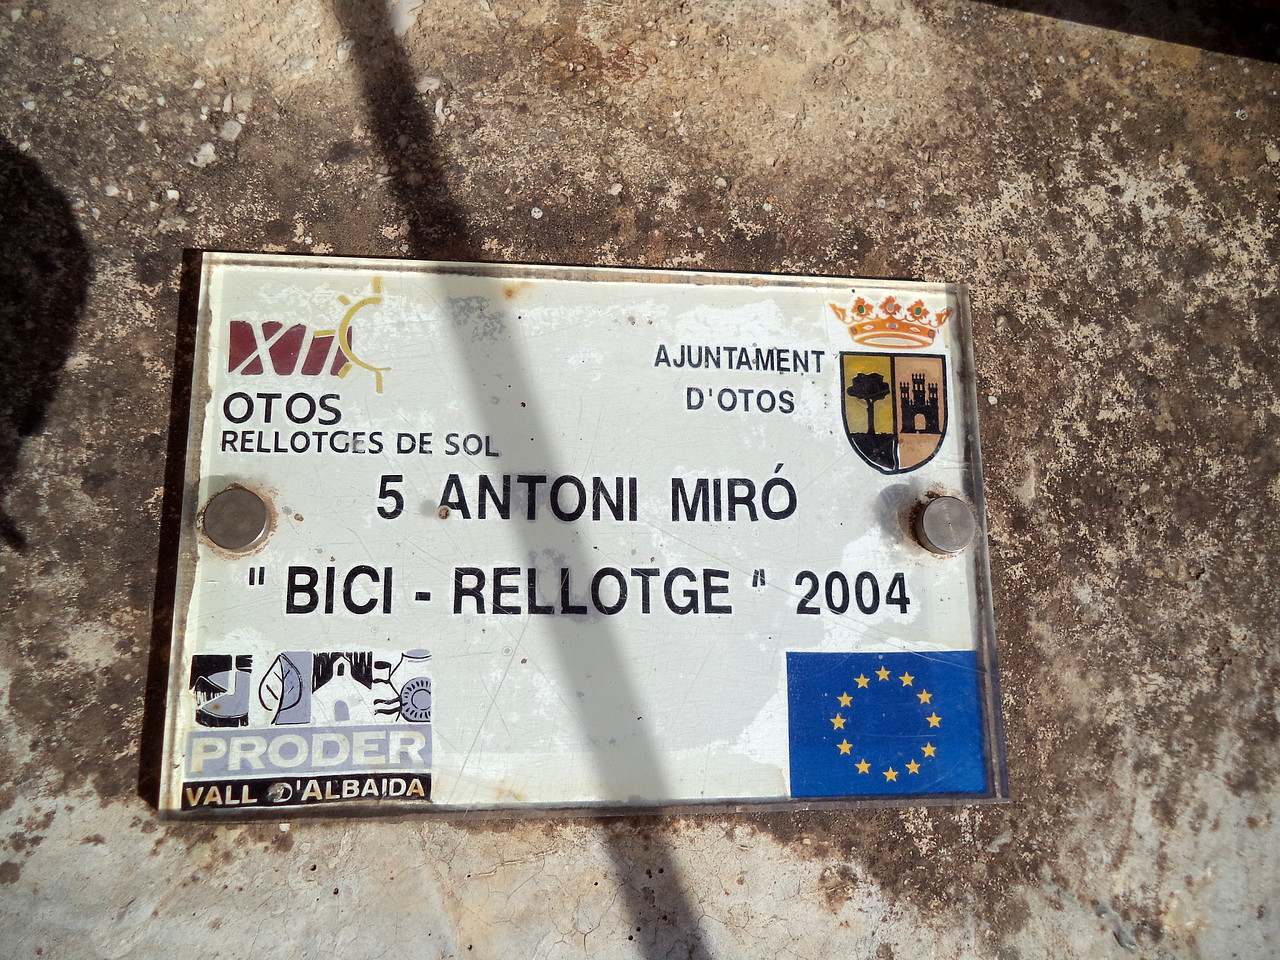 XII
OTOS
RELLOTGES DE SOL
AJUNTAMENT
D'OTOS
5 ANTONI MIRÓ
"BICI - RELLOTGE" 2004
PRODER
VALL D'ALBAIDA